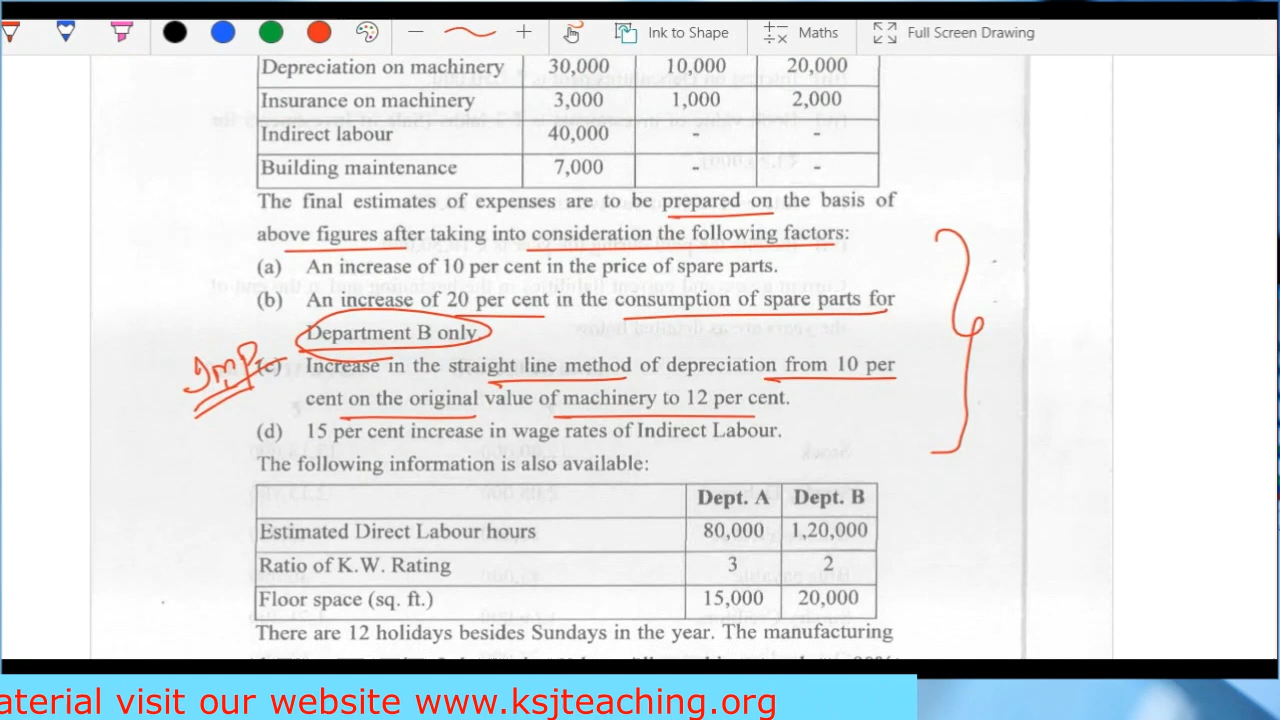 Ink to Shape Maths Full Screen Drawing
Depreciation on machinery 30,000 10,000 20,000
Insurance on machinery 3,000 1,000 2,000
Indirect labour 40,000 - -
Building maintenance 7,000 - -
The final estimates of expenses are to be prepared on the basis of
above figures after taking into consideration the following factors:
(a) An increase of 10 per cent in the price of spare parts.
(b) An increase of 20 per cent in the consumption of spare parts for
Department B only.
Imp (c) Increase in the straight line method of depreciation from 10 per
cent on the original value of machinery to 12 per cent.
(d) 15 per cent increase in wage rates of Indirect Labour.
The following information is also available:
Dept. A Dept. B
Estimated Direct Labour hours 80,000 1,20,000
Ratio of K.W. Rating 3 2
Floor space (sq. ft.) 15,000 20,000
There are 12 holidays besides Sundays in the year. The manufacturing
aterial visit our website www.ksjteaching.org